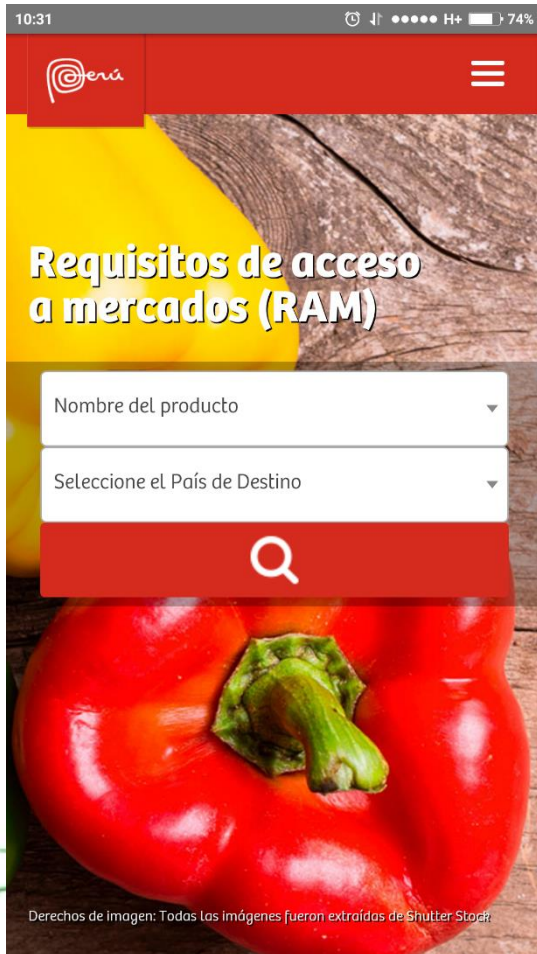 10:31
H+ 74%
Perú
Requisitos de acceso
a mercados (RAM)
Nombre del producto
Seleccione el País de Destino
Derechos de imagen: Todas las imágenes fueron extraídas de Shutter Stock